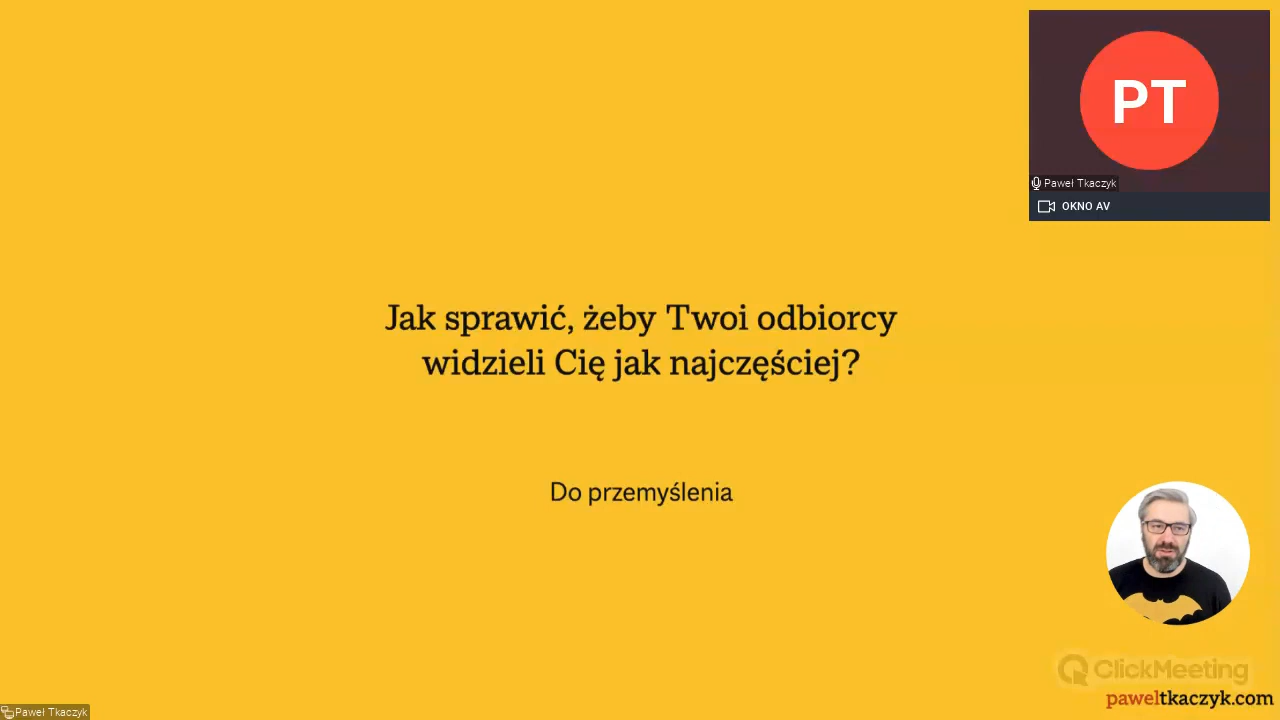 PT
Paweł Tkaczyk
OKNO AV
Jak sprawić, żeby Twoi odbiorcy
widzieli Cię jak najczęściej?
Do przemyślenia
ClickMeeting
paweltkaczyk.com
Paweł Tkaczyk